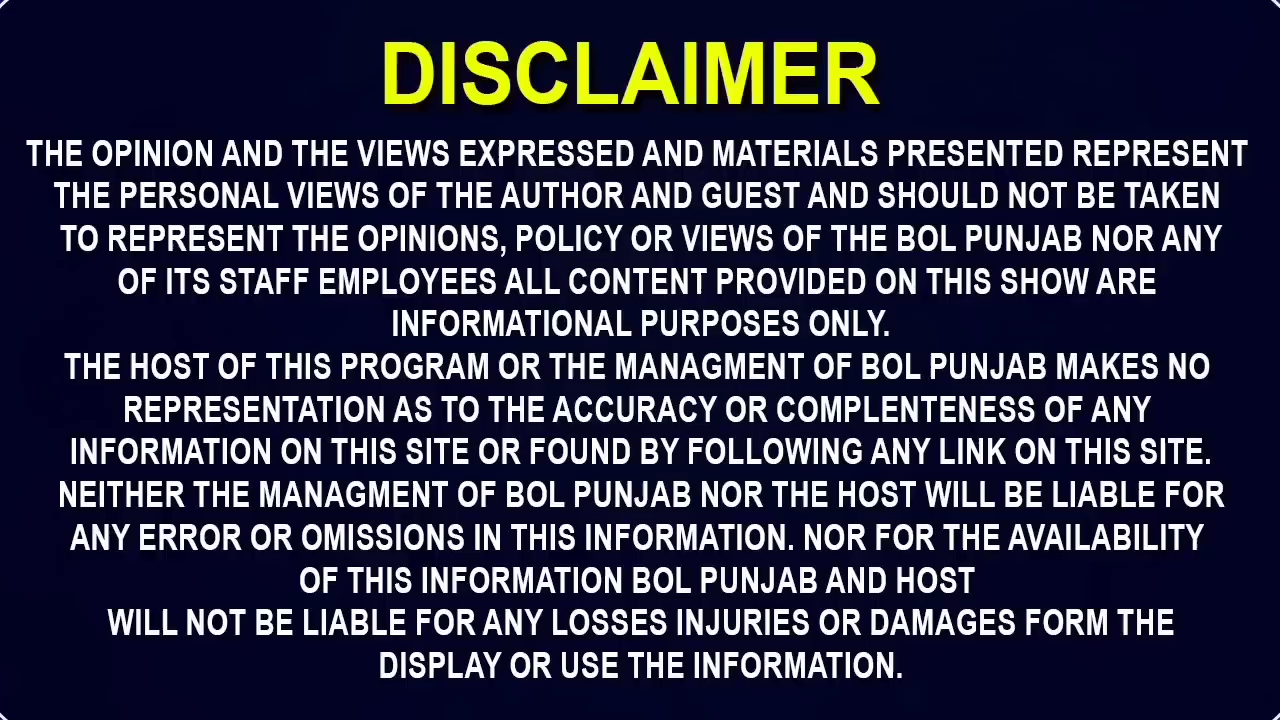 DISCLAIMER
THE OPINION AND THE VIEWS EXPRESSED AND MATERIALS PRESENTED REPRESENT
THE PERSONAL VIEWS OF THE AUTHOR AND GUEST AND SHOULD NOT BE TAKEN
TO REPRESENT THE OPINIONS, POLICY OR VIEWS OF THE BOL PUNJAB NOR ANY
OF ITS STAFF EMPLOYEES ALL CONTENT PROVIDED ON THIS SHOW ARE
INFORMATIONAL PURPOSES ONLY.
THE HOST OF THIS PROGRAM OR THE MANAGMENT OF BOL PUNJAB MAKES NO
REPRESENTATION AS TO THE ACCURACY OR COMPLENTENESS OF ANY
INFORMATION ON THIS SITE OR FOUND BY FOLLOWING ANY LINK ON THIS SITE.
NEITHER THE MANAGMENT OF BOL PUNJAB NOR THE HOST WILL BE LIABLE FOR
ANY ERROR OR OMISSIONS IN THIS INFORMATION. NOR FOR THE AVAILABILITY
OF THIS INFORMATION BOL PUNJAB AND HOST
WILL NOT BE LIABLE FOR ANY LOSSES INJURIES OR DAMAGES FORM THE
DISPLAY OR USE THE INFORMATION.